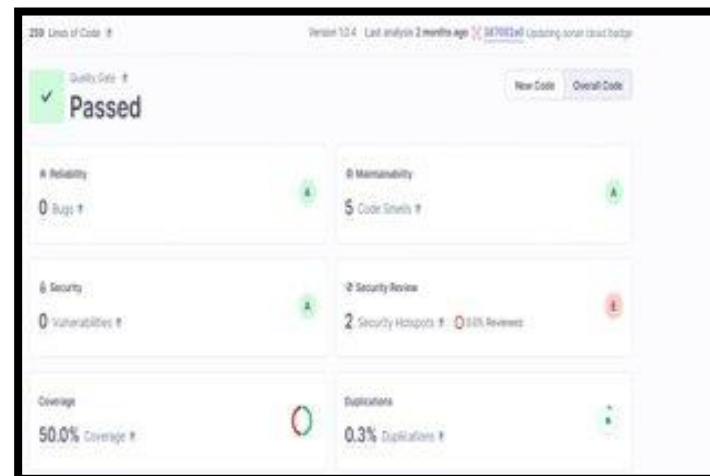 259 Lines of Code
Version 1.0.4 Last analysis 2 months ago Updating sonar cloud badge
Quality Gate
Passed
New Code Overall Code
Reliability
0 Bugs
A
Maintainability
5 Code Smells
A
Security
0 Vulnerabilities
A
Security Review
2 Security Hotspots 0.0% Reviewed
E
Coverage
50.0% Coverage
Duplications
0.3% Duplications